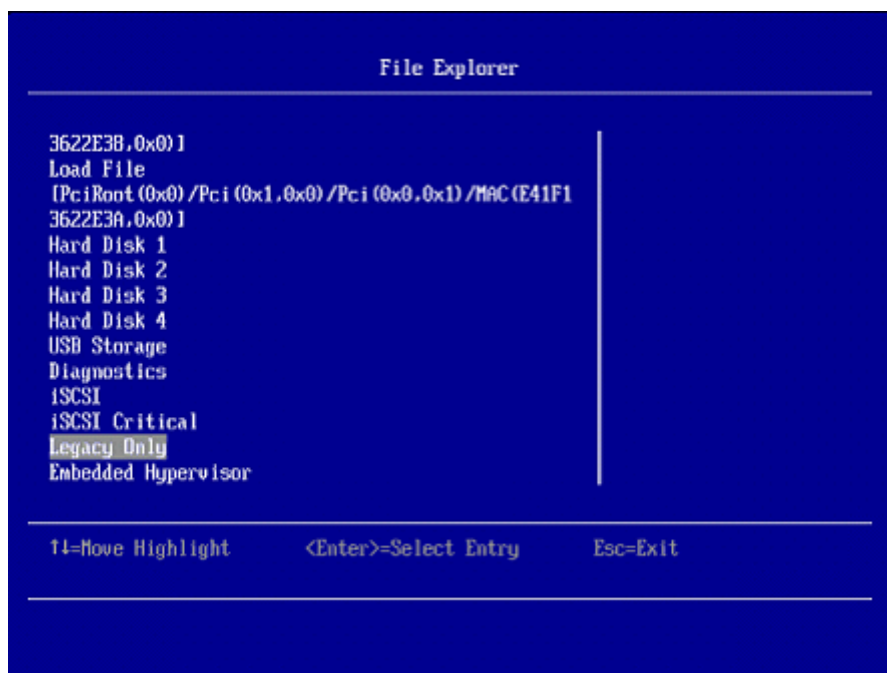 File Explorer
3622E3B,0x0)]
Load File
[PciRoot(0x0)/Pci(0x1,0x0)/Pci(0x0,0x1)/MAC(E41F1
3622E3A,0x0)]
Hard Disk 1
Hard Disk 2
Hard Disk 3
Hard Disk 4
USB Storage
Diagnostics
iSCSI
iSCSI Critical
Legacy Only
Embedded Hypervisor
↑↓=Move Highlight <Enter>=Select Entry Esc=Exit